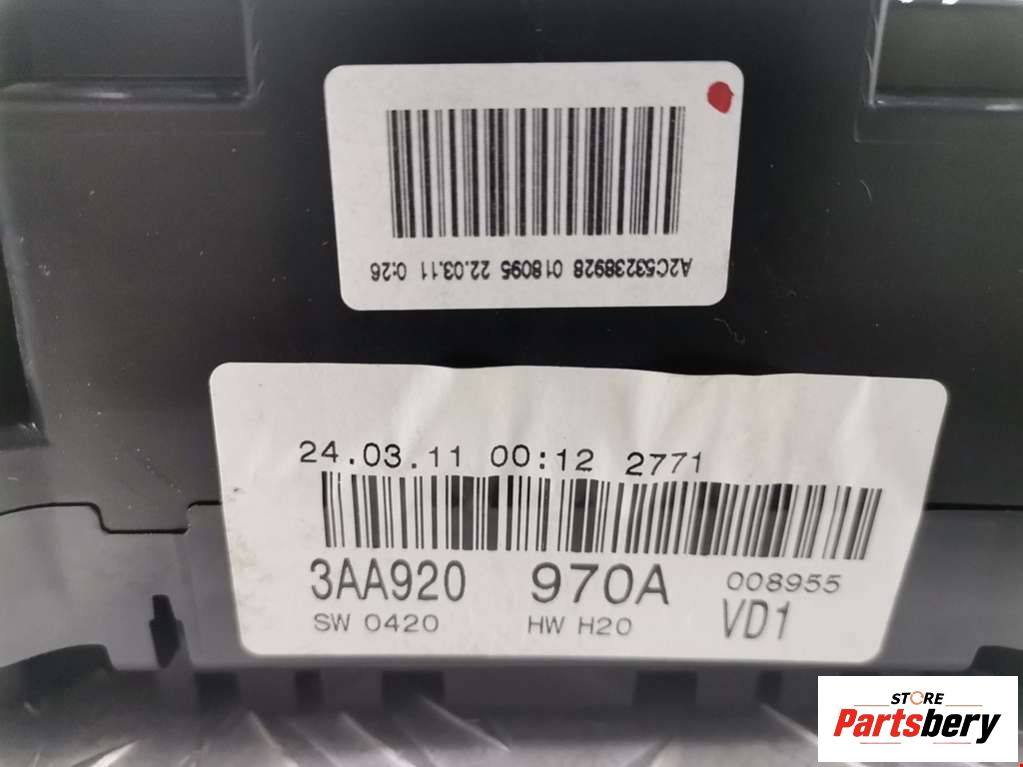 A2C53238928 018095 22.03.11 0:26
24.03.11 00:12 2771
3AA920 970A 008955
SW 0420 HW H20 VD1
STORE
Partsbery